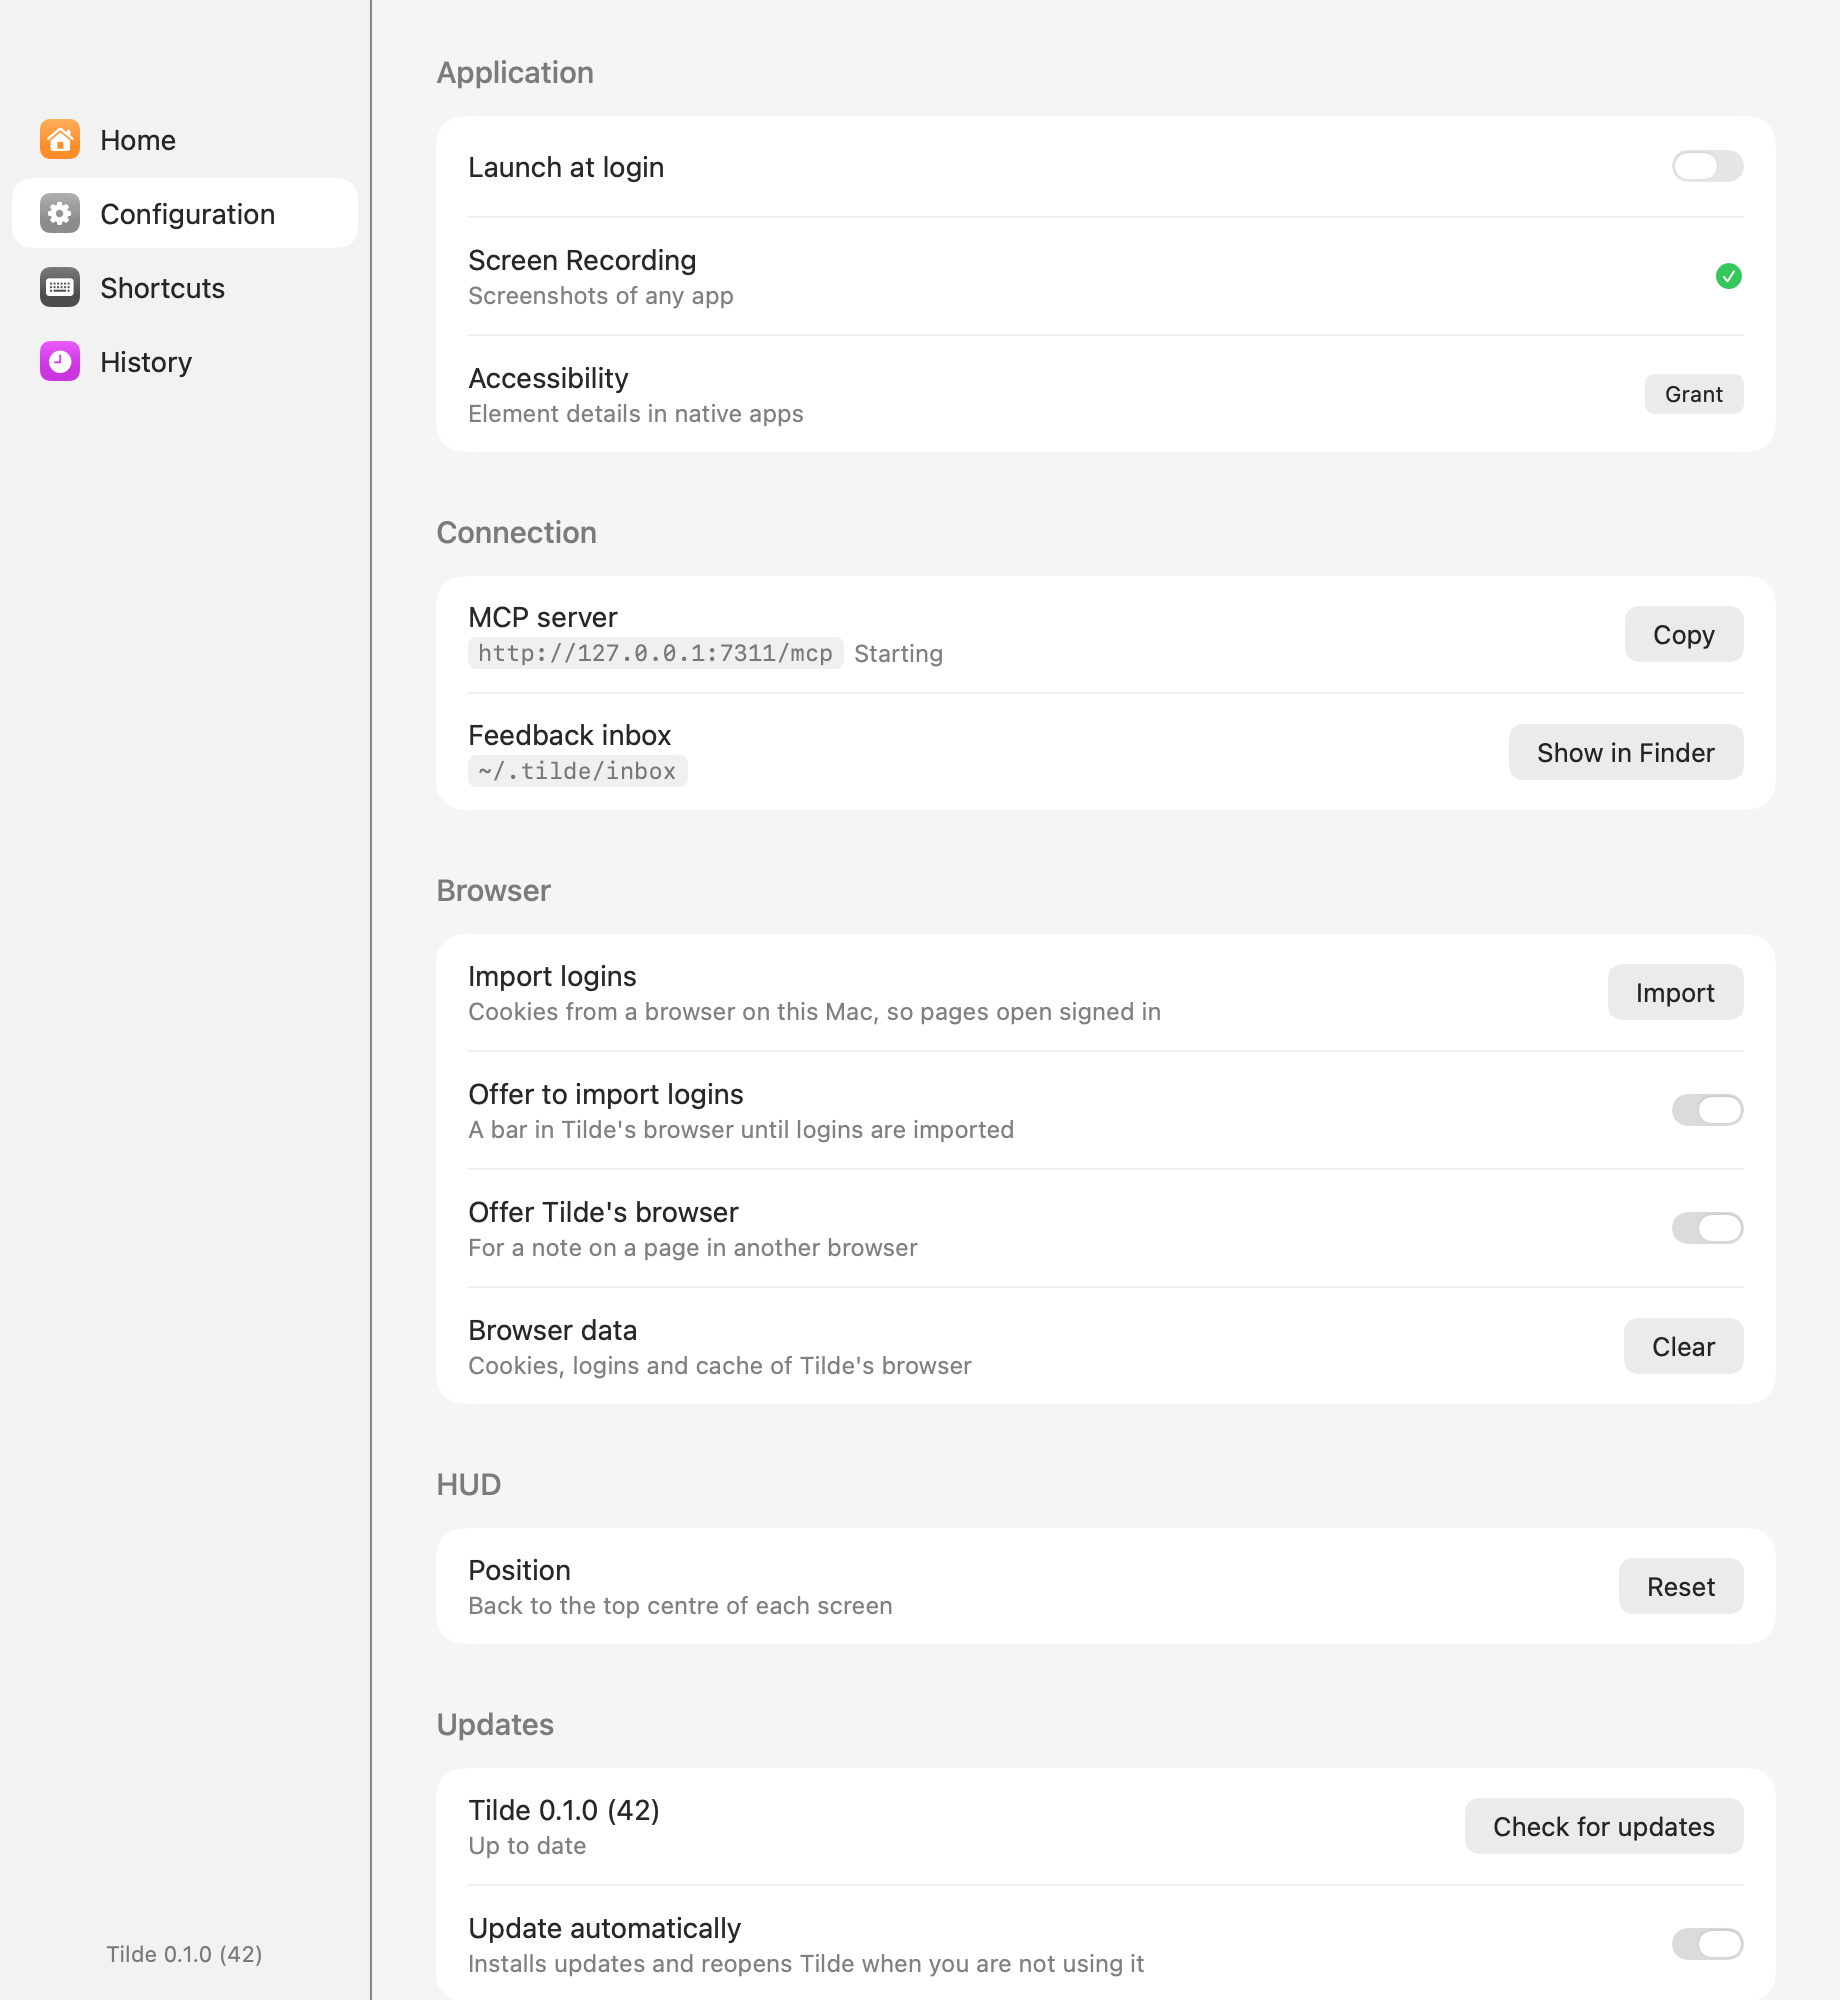 Home
Configuration
Shortcuts
History
Tilde 0.1.0 (42)
Application
Launch at login
Screen Recording
Screenshots of any app
Accessibility
Element details in native apps
Grant
Connection
MCP server
http://127.0.0.1:7311/mcp Starting
Copy
Feedback inbox
~/.tilde/inbox
Show in Finder
Browser
Import logins
Cookies from a browser on this Mac, so pages open signed in
Import
Offer to import logins
A bar in Tilde's browser until logins are imported
Offer Tilde's browser
For a note on a page in another browser
Browser data
Cookies, logins and cache of Tilde's browser
Clear
HUD
Position
Back to the top centre of each screen
Reset
Updates
Tilde 0.1.0 (42)
Up to date
Check for updates
Update automatically
Installs updates and reopens Tilde when you are not using it